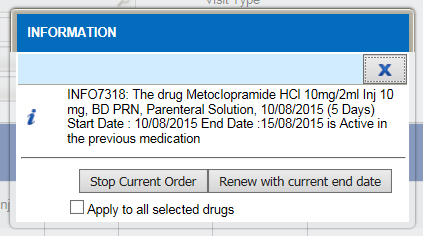 Visit Type
INFORMATION
X
INFO7318: The drug Metoclopramide HCl 10mg/2ml Inj 10
mg, BD PRN, Parenteral Solution, 10/08/2015 (5 Days)
Start Date : 10/08/2015 End Date :15/08/2015 is Active in
the previous medication
Stop Current Order Renew with current end date
Apply to all selected drugs